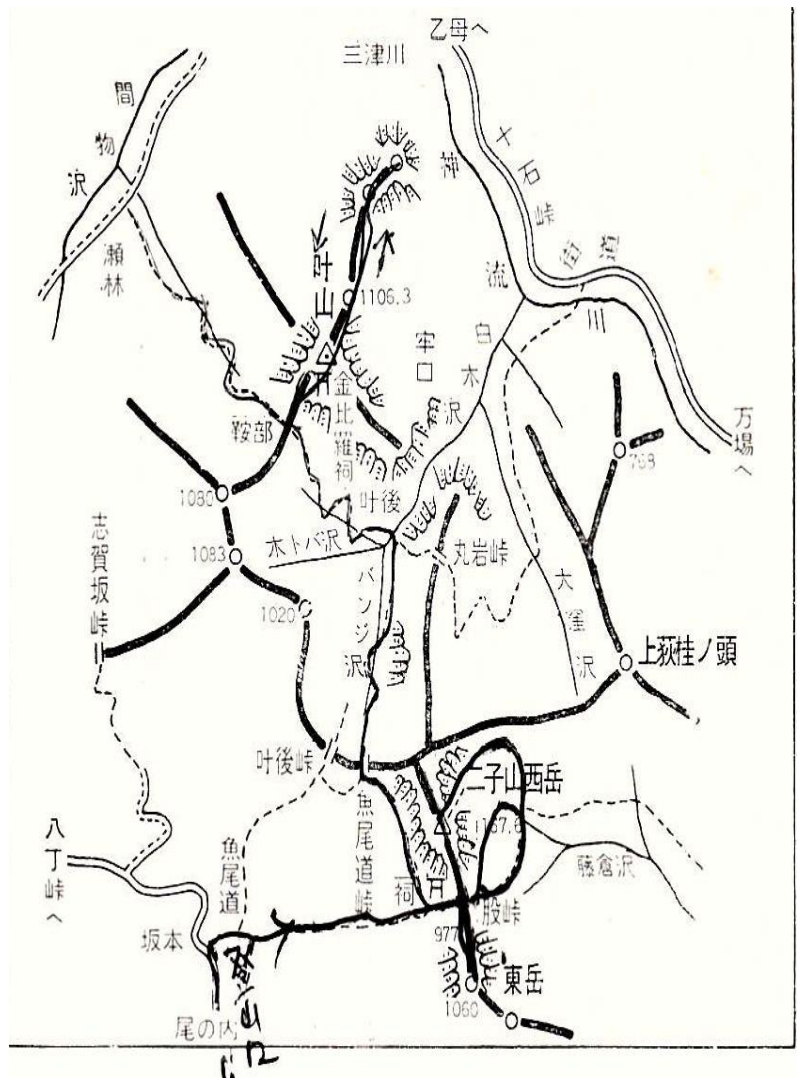 乙母へ
三津川
間物沢
瀬林
神流川
十石峠街道
叶山
1106.3
白木沢
牢口
金比羅祠
鞍部
叶後
万場へ
768
1080
1083
1020
志賀坂峠
木トバ沢
バンジ沢
丸岩峠
大窪沢
上荻桂ノ頭
叶後峠
魚尾道峠
二子山西岳
1167.6
藤倉沢
八丁峠へ
魚尾道
祠
股峠
977
坂本
東岳
1060
尾の内
登山口